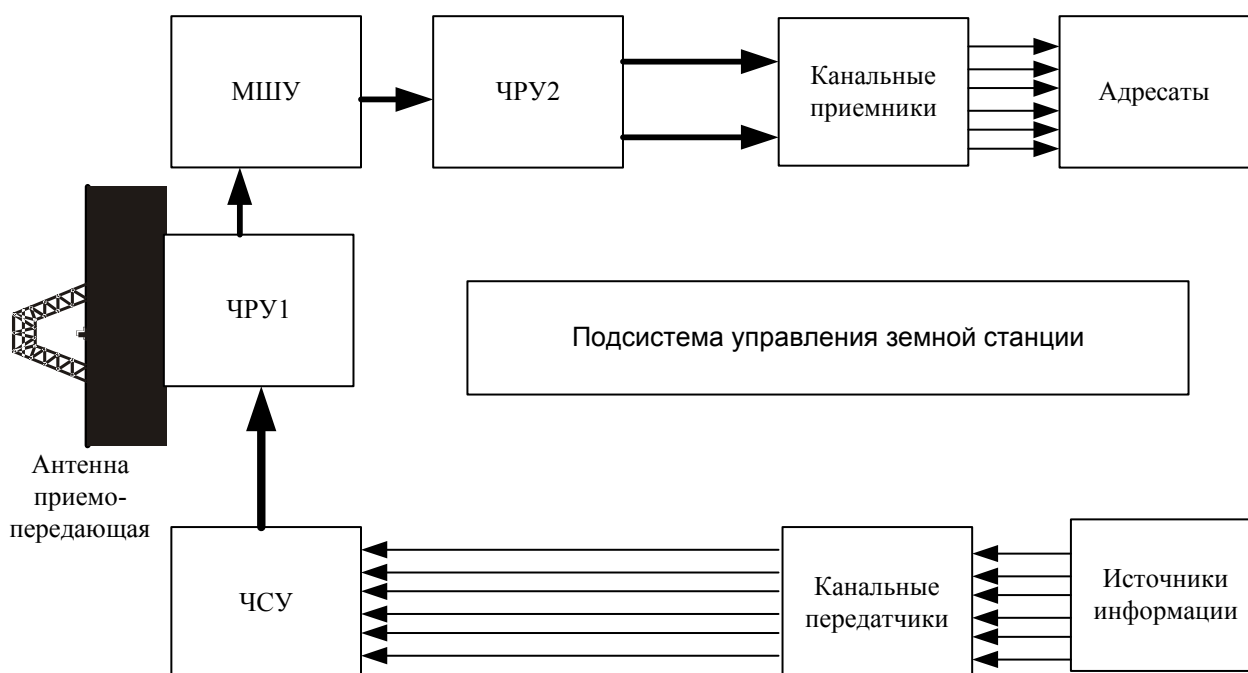 МШУ
ЧРУ2
Канальные
приемники
Адресаты
ЧРУ1
Подсистема управления земной станции
Антенна
приемо-
передающая
ЧСУ
Канальные
передатчики
Источники
информации